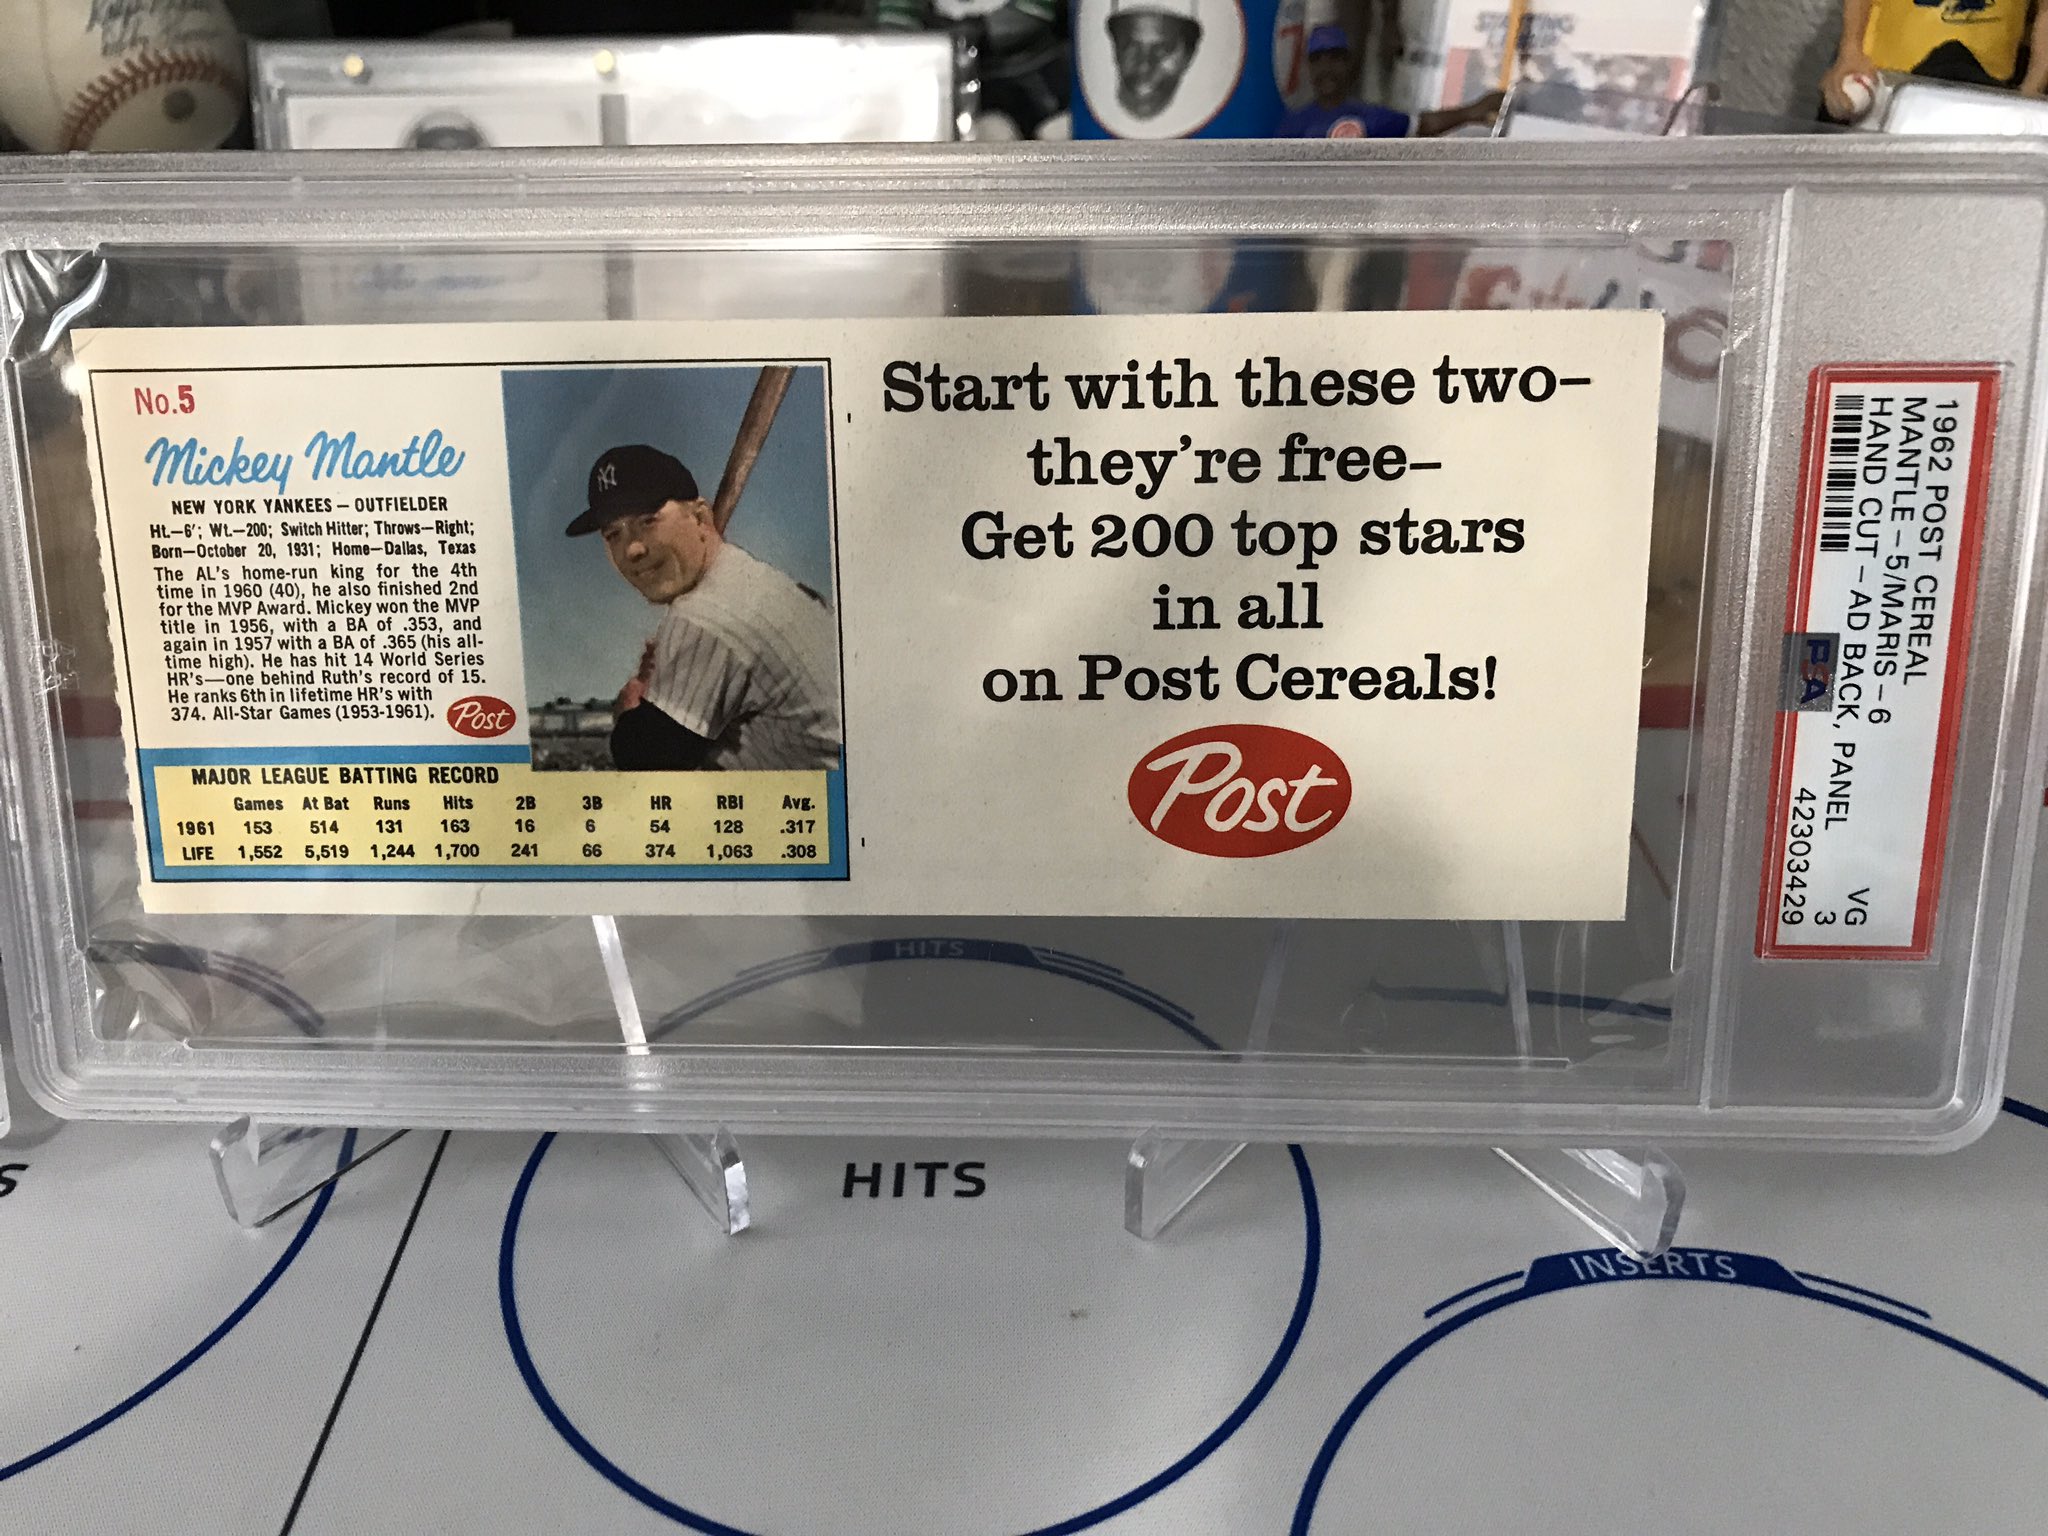 No.5
Mickey Mantle
NEW YORK YANKEES – OUTFIELDER
Ht.—6'; Wt.—200; Switch Hitter; Throws—Right;
Born—October 20, 1931; Home—Dallas, Texas
The AL's home-run king for the 4th
time in 1960 (40), he also finished 2nd
for the MVP Award. Mickey won the MVP
title in 1956, with a BA of .353, and
again in 1957 with a BA of .365 (his all-
time high). He has hit 14 World Series
HR's—one behind Ruth's record of 15.
He ranks 6th in lifetime HR's with
374. All-Star Games (1953-1961).
Post
MAJOR LEAGUE BATTING RECORD
Games At Bat Runs Hits 2B 3B HR RBI Avg.
1961 153 514 131 163 16 6 54 128 .317
LIFE 1,552 5,519 1,244 1,700 241 66 374 1,063 .308
NY
Start with these two–
they're free–
Get 200 top stars
in all
on Post Cereals!
Post
1962 POST CEREAL
MANTLE – 5/MARIS – 6
HAND CUT – AD BACK, PANEL VG
3
42303429
PSA
HITS
HITS
INSERTS